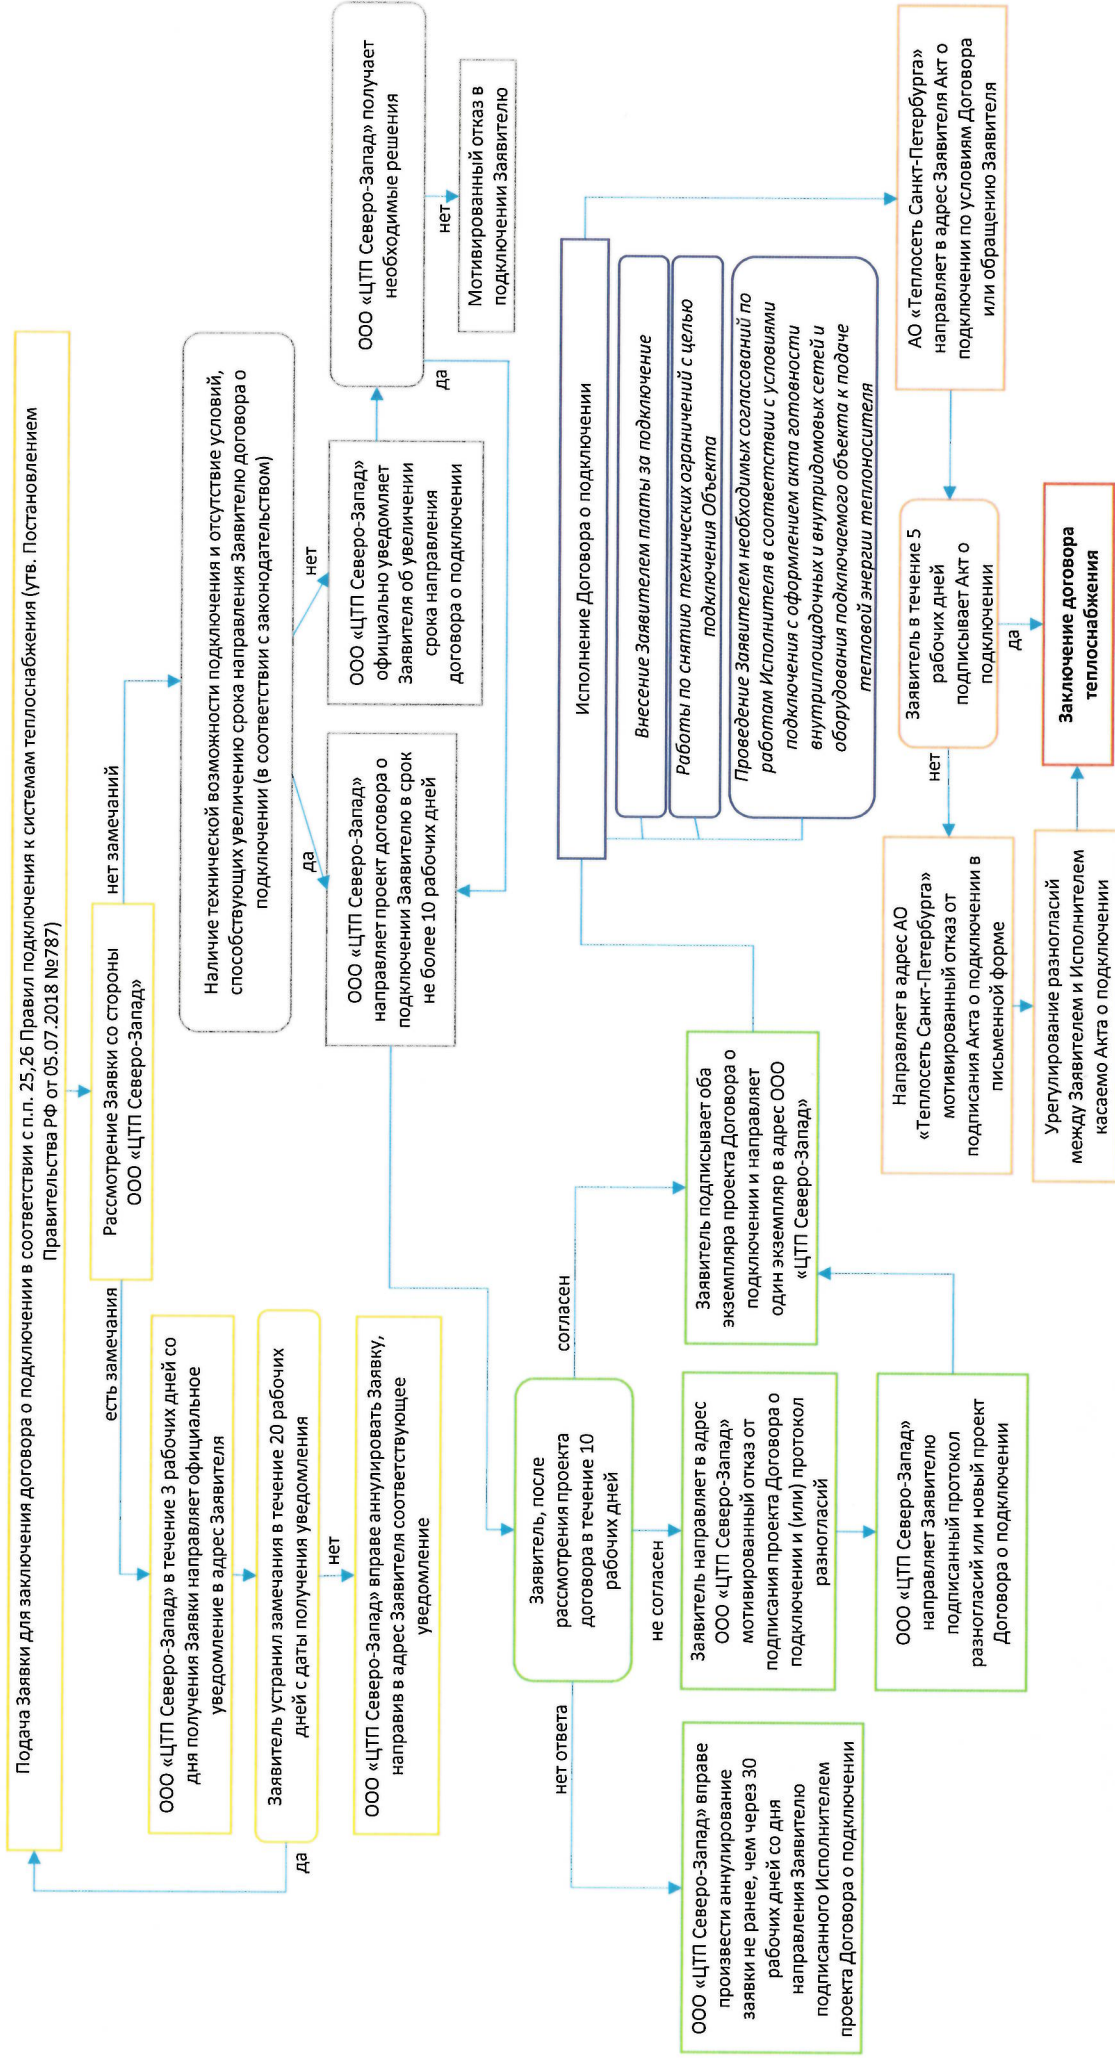 Подача Заявки для заключения договора о подключении в соответствии с п.п. 25,26 Правил подключения к системам теплоснабжения (утв. Постановлением
Правительства РФ от 05.07.2018 №787)
Рассмотрение Заявки со стороны
ООО «ЦТП Северо-Запад»
есть замечания
нет замечаний
ООО «ЦТП Северо-Запад» в течение 3 рабочих дней со
дня получения Заявки направляет официальное
уведомление в адрес Заявителя
Заявитель устранил замечания в течение 20 рабочих
дней с даты получения уведомления
да
нет
ООО «ЦТП Северо-Запад» вправе аннулировать Заявку,
направив в адрес Заявителя соответствующее
уведомление
Наличие технической возможности подключения и отсутствие условий,
способствующих увеличению срока направления Заявителю договора о
подключении (в соответствии с законодательством)
да
нет
ООО «ЦТП Северо-Запад»
направляет проект договора о
подключении Заявителю в срок
не более 10 рабочих дней
ООО «ЦТП Северо-Запад»
официально уведомляет
Заявителя об увеличении
срока направления
договора о подключении
ООО «ЦТП Северо-Запад» получает
необходимые решения
да
нет
Мотивированный отказ в
подключении Заявителю
Заявитель, после
рассмотрения проекта
договора в течение 10
рабочих дней
нет ответа
не согласен
согласен
ООО «ЦТП Северо-Запад» вправе
произвести аннулирование
заявки не ранее, чем через 30
рабочих дней со дня
направления Заявителю
подписанного Исполнителем
проекта Договора о подключении
Заявитель направляет в адрес
ООО «ЦТП Северо-Запад»
мотивированный отказ от
подписания проекта Договора о
подключении и (или) протокол
разногласий
ООО «ЦТП Северо-Запад»
направляет Заявителю
подписанный протокол
разногласий или новый проект
Договора о подключении
Заявитель подписывает оба
экземпляра проекта Договора о
подключении и направляет
один экземпляр в адрес ООО
«ЦТП Северо-Запад»
Исполнение Договора о подключении
Внесение Заявителем платы за подключение
Работы по снятию технических ограничений с целью
подключения Объекта
Проведение Заявителем необходимых согласований по
работам Исполнителя в соответствии с условиями
подключения с оформлением акта готовности
внутриплощадочных и внутридомовых сетей и
оборудования подключаемого объекта к подаче
тепловой энергии теплоносителя
АО «Теплосеть Санкт-Петербурга»
направляет в адрес Заявителя Акт о
подключении по условиям Договора
или обращению Заявителя
Заявитель в течение 5
рабочих дней
подписывает Акт о
подключении
нет
да
Направляет в адрес АО
«Теплосеть Санкт-Петербурга»
мотивированный отказ от
подписания Акта о подключении в
письменной форме
Урегулирование разногласий
между Заявителем и Исполнителем
касаемо Акта о подключении
Заключение договора
теплоснабжения